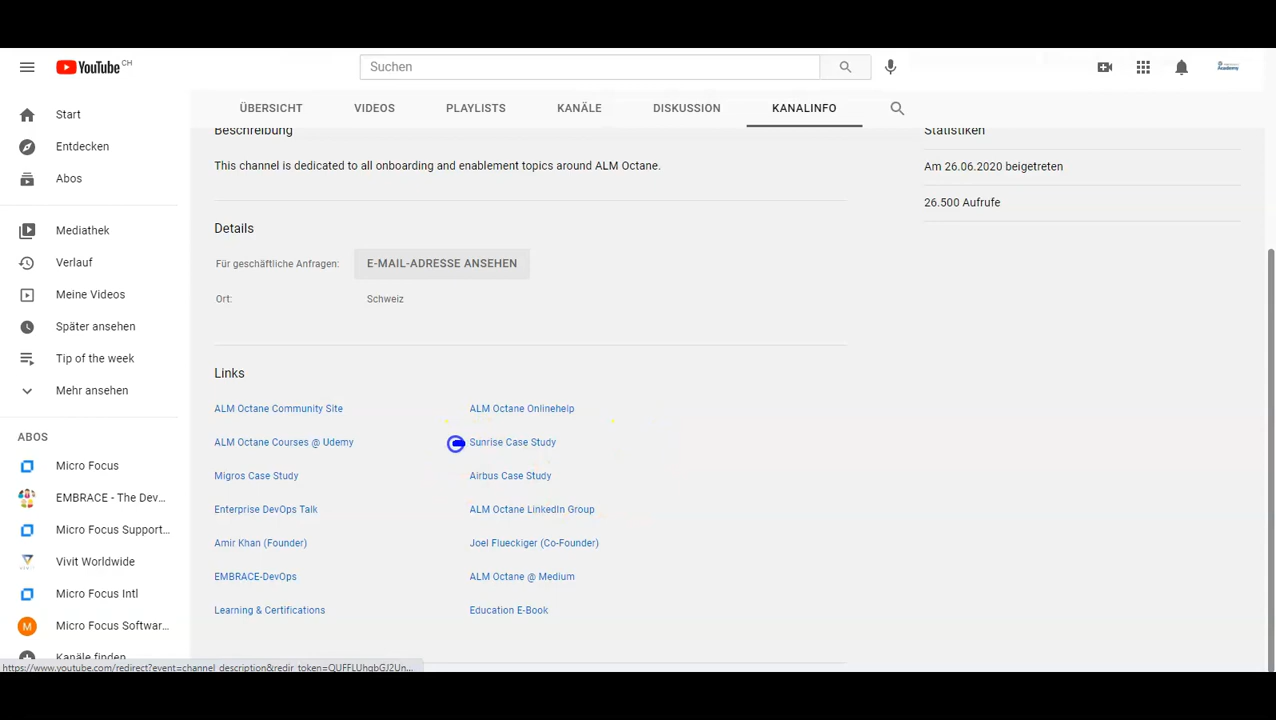 YouTube CH
Suchen
Academy
ÜBERSICHT VIDEOS PLAYLISTS KANÄLE DISKUSSION KANALINFO
Start
Entdecken
Abos
Mediathek
Verlauf
Meine Videos
Später ansehen
Tip of the week
Mehr ansehen
ABOS
Micro Focus
EMBRACE - The Dev...
Micro Focus Support...
Vivit Worldwide
Micro Focus Intl
M
Micro Focus Softwar...
Kanäle finden
Beschreibung
This channel is dedicated to all onboarding and enablement topics around ALM Octane.
Details
Für geschäftliche Anfragen: E-MAIL-ADRESSE ANSEHEN
Ort: Schweiz
Links
ALM Octane Community Site ALM Octane Onlinehelp
ALM Octane Courses @ Udemy Sunrise Case Study
Migros Case Study Airbus Case Study
Enterprise DevOps Talk ALM Octane LinkedIn Group
Amir Khan (Founder) Joel Flueckiger (Co-Founder)
EMBRACE-DevOps ALM Octane @ Medium
Learning & Certifications Education E-Book
Statistiken
Am 26.06.2020 beigetreten
26.500 Aufrufe